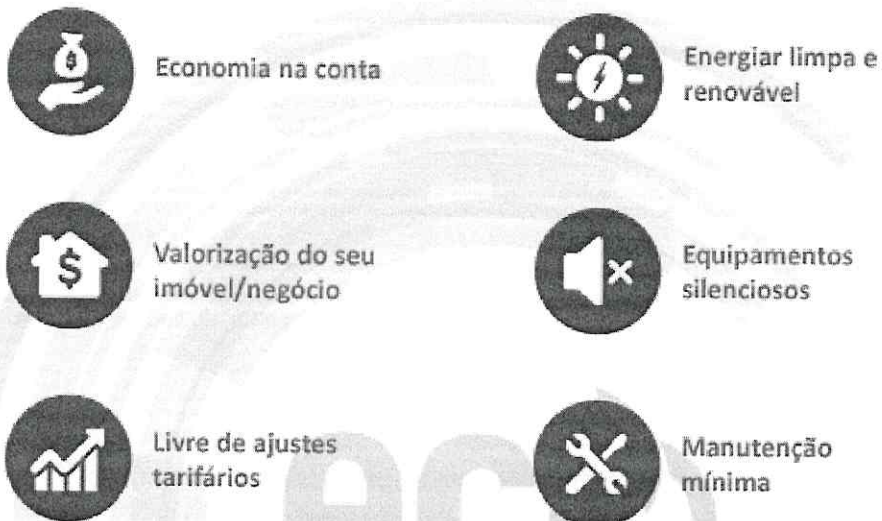 Economia na conta
Energiar limpa e
renovável
Valorização do seu
imóvel/negócio
Equipamentos
silenciosos
Livre de ajustes
tarifários
Manutenção
mínima
eco